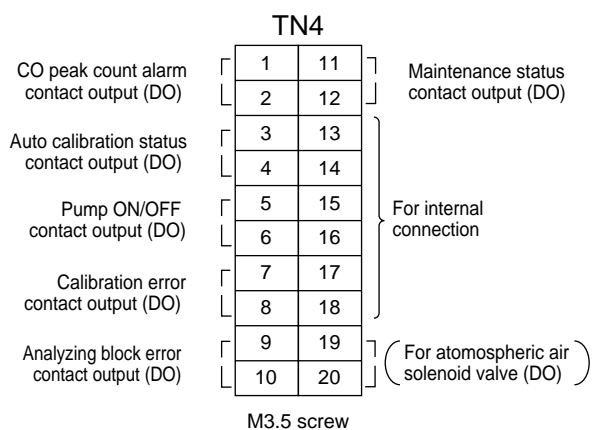 TN4
CO peak count alarm
contact output (DO)
1 11
2 12
Maintenance status
contact output (DO)
Auto calibration status
contact output (DO)
3 13
4 14
Pump ON/OFF
contact output (DO)
5 15
6 16
For internal
connection
Calibration error
contact output (DO)
7 17
8 18
Analyzing block error
contact output (DO)
9 19
10 20
For atomospheric air
solenoid valve (DO)
M3.5 screw